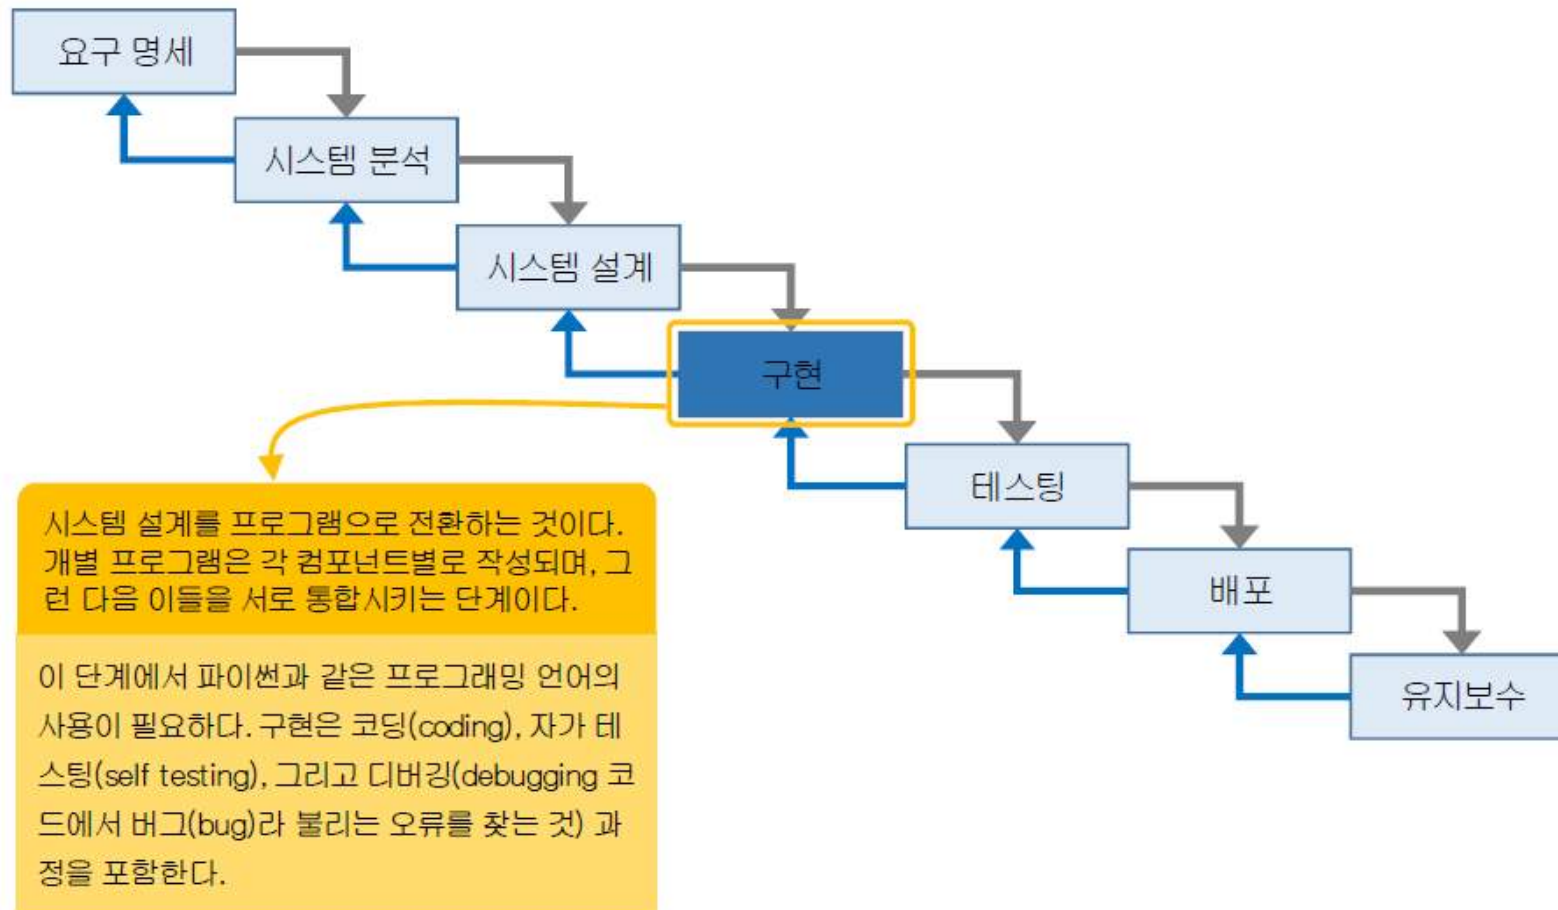 요구 명세
시스템 분석
시스템 설계
구현
테스팅
배포
유지보수
시스템 설계를 프로그램으로 전환하는 것이다.
개별 프로그램은 각 컴포넌트별로 작성되며, 그
런 다음 이들을 서로 통합시키는 단계이다.
이 단계에서 파이썬과 같은 프로그래밍 언어의
사용이 필요하다. 구현은 코딩(coding), 자가 테
스팅(self testing), 그리고 디버깅(debugging 코
드에서 버그(bug)라 불리는 오류를 찾는 것) 과
정을 포함한다.